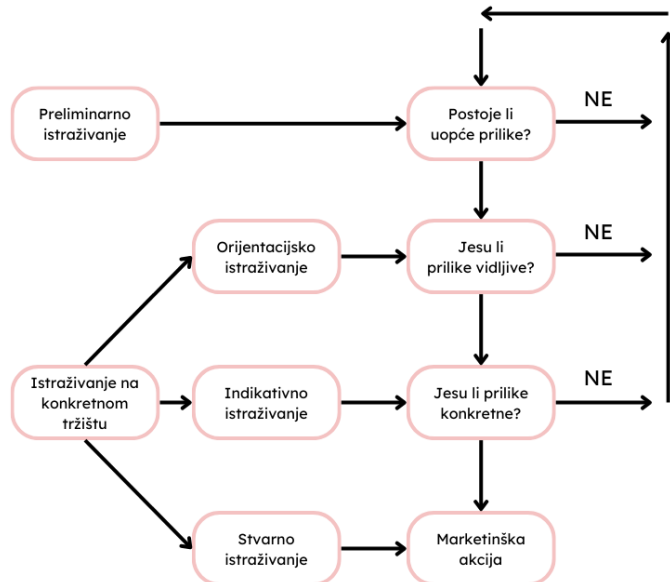 Preliminarno
istraživanje
Postoje li
uopće prilike?
NE
Orijentacijsko
istraživanje
Jesu li
prilike vidljive?
NE
Istraživanje na
konkretnom
tržištu
Indikativno
istraživanje
Jesu li prilike
konkretne?
NE
Stvarno
istraživanje
Marketinška
akcija